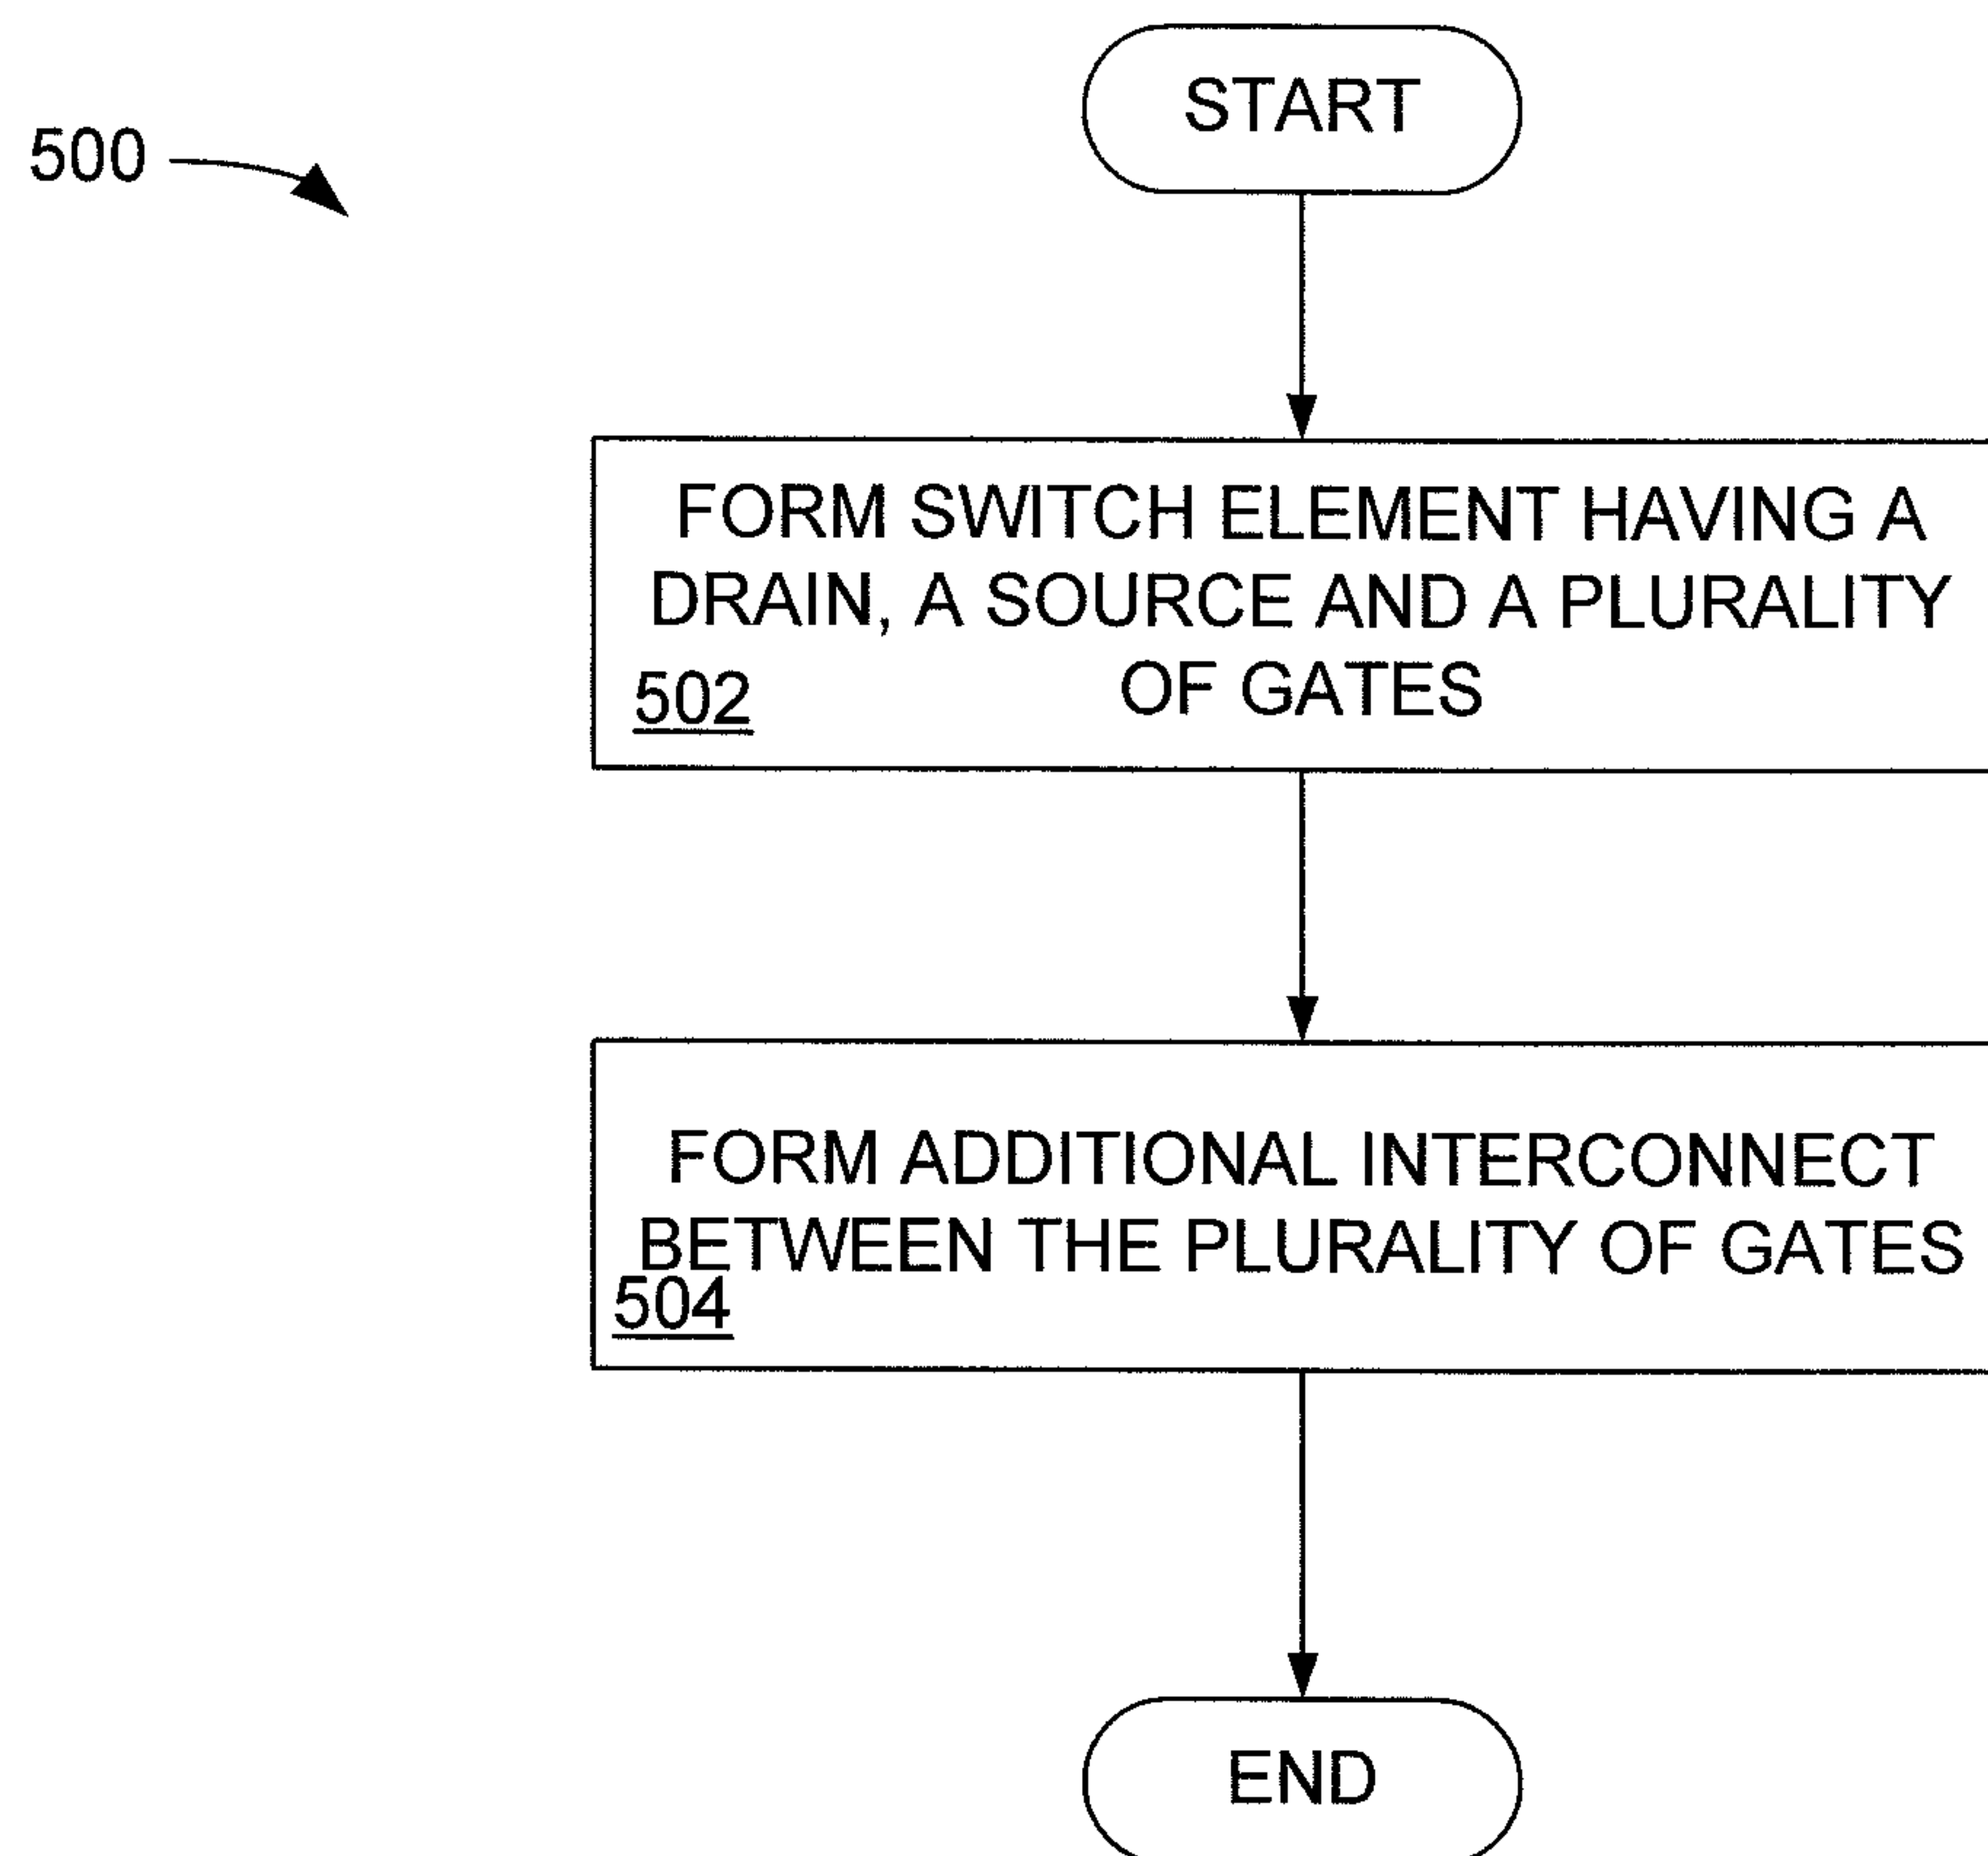 START
500
FORM SWITCH ELEMENT HAVING A
DRAIN, A SOURCE AND A PLURALITY
OF GATES
502
FORM ADDITIONAL INTERCONNECT
BETWEEN THE PLURALITY OF GATES
504
END